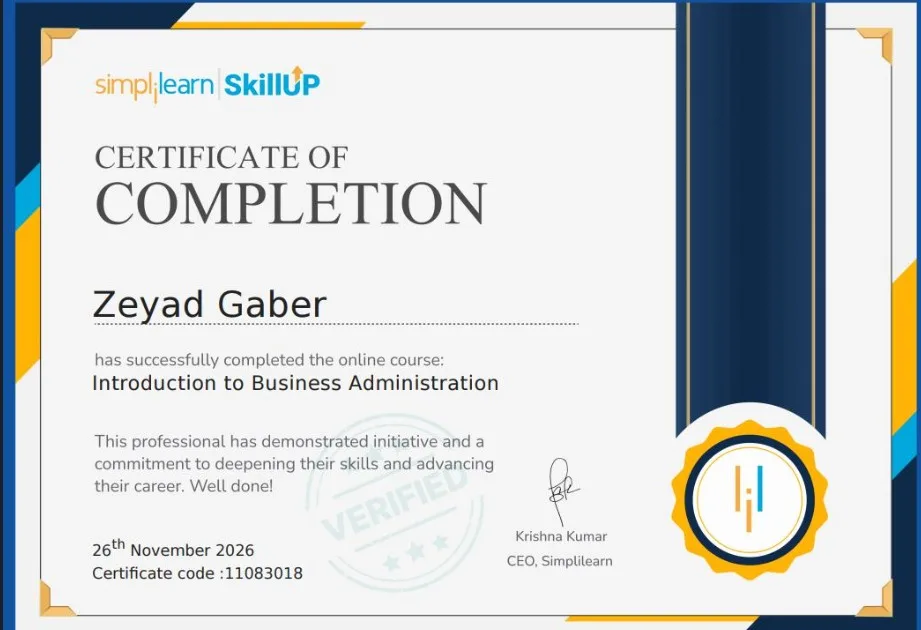 simplilearn | SkillUP
CERTIFICATE OF
COMPLETION
Zeyad Gaber
has successfully completed the online course:
Introduction to Business Administration
This professional has demonstrated initiative and a
commitment to deepening their skills and advancing
their career. Well done!
VERIFIED
26th November 2026
Certificate code :11083018
Krishna Kumar
CEO, Simplilearn